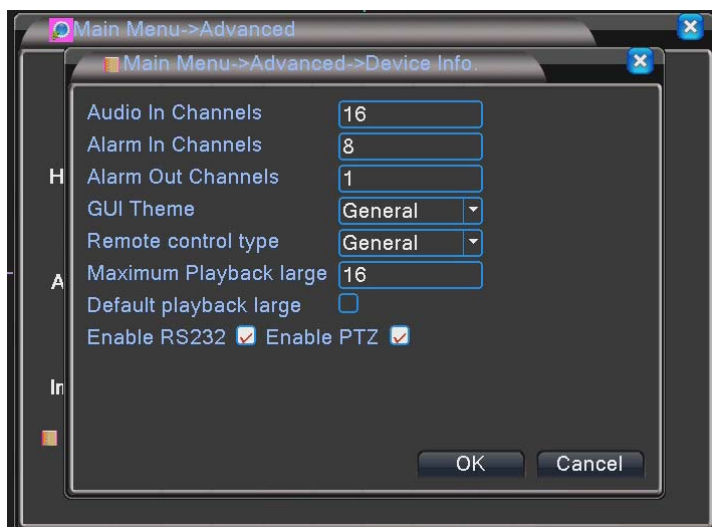 Main Menu->Advanced
Main Menu->Advanced->Device Info.
Audio In Channels 16
Alarm In Channels 8
H
Alarm Out Channels 1
GUI Theme General
Remote control type General
A
Maximum Playback large 16
Default playback large
Enable RS232 Enable PTZ
In
OK Cancel